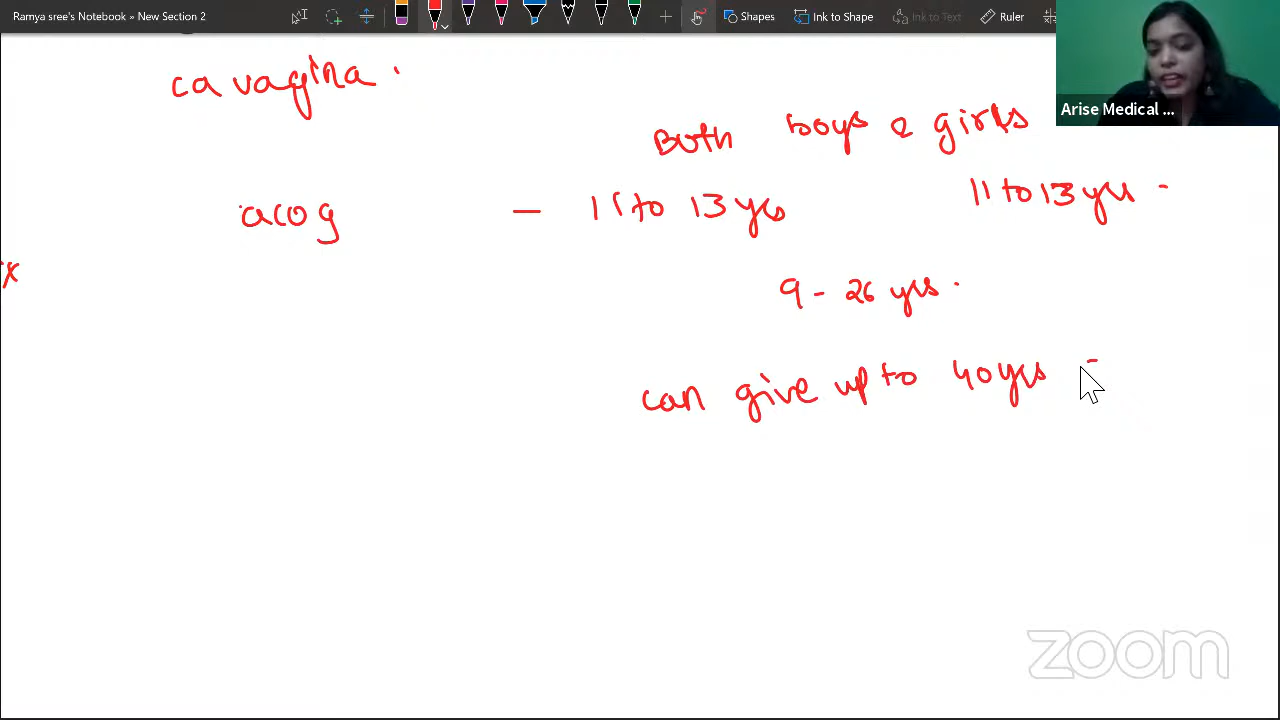 Ramya sree's Notebook » New Section 2
Shapes Ink to Shape Ink to Text Ruler
Arise Medical ...
ca vagina.
Both boys & girls
acog - 11 to 13 yrs 11 to 13 yrs -
x
9 - 26 yrs.
can give up to 40 yrs -
zoom